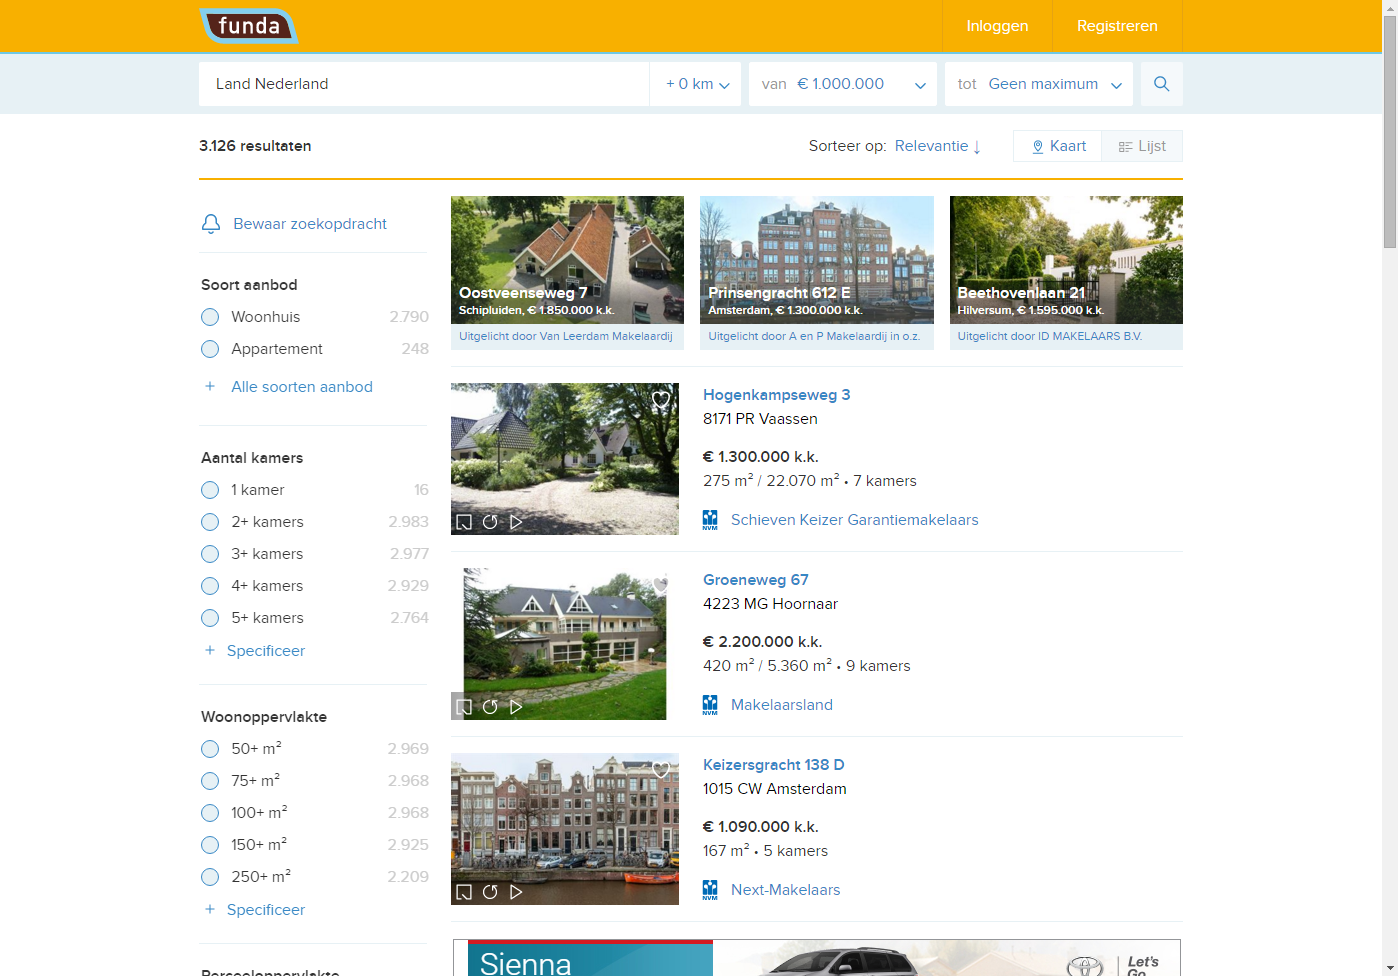 funda
Inloggen
Registreren
Land Nederland
+ 0 km
van € 1.000.000
tot Geen maximum
3.126 resultaten
Sorteer op: Relevantie ↓
Kaart
Lijst
Bewaar zoekopdracht
Soort aanbod
Woonhuis 2.790
Appartement 248
+ Alle soorten aanbod
Aantal kamers
1 kamer 16
2+ kamers 2.983
3+ kamers 2.977
4+ kamers 2.929
5+ kamers 2.764
+ Specificeer
Woonoppervlakte
50+ m² 2.969
75+ m² 2.968
100+ m² 2.968
150+ m² 2.925
250+ m² 2.209
+ Specificeer
Perceeloppervlakte
Oostveenseweg 7
Schipluiden, € 1.850.000 k.k.
Uitgelicht door Van Leerdam Makelaardij
Prinsengracht 612 E
Amsterdam, € 1.300.000 k.k.
Uitgelicht door A en P Makelaardij in o.z.
Beethovenlaan 21
Hilversum, € 1.595.000 k.k.
Uitgelicht door ID MAKELAARS B.V.
Hogenkampseweg 3
8171 PR Vaassen
€ 1.300.000 k.k.
275 m² / 22.070 m² • 7 kamers
NVM Schieven Keizer Garantiemakelaars
Groeneweg 67
4223 MG Hoornaar
€ 2.200.000 k.k.
420 m² / 5.360 m² • 9 kamers
NVM Makelaarsland
Keizersgracht 138 D
1015 CW Amsterdam
€ 1.090.000 k.k.
167 m² • 5 kamers
NVM Next-Makelaars
Sienna
Let's
Go